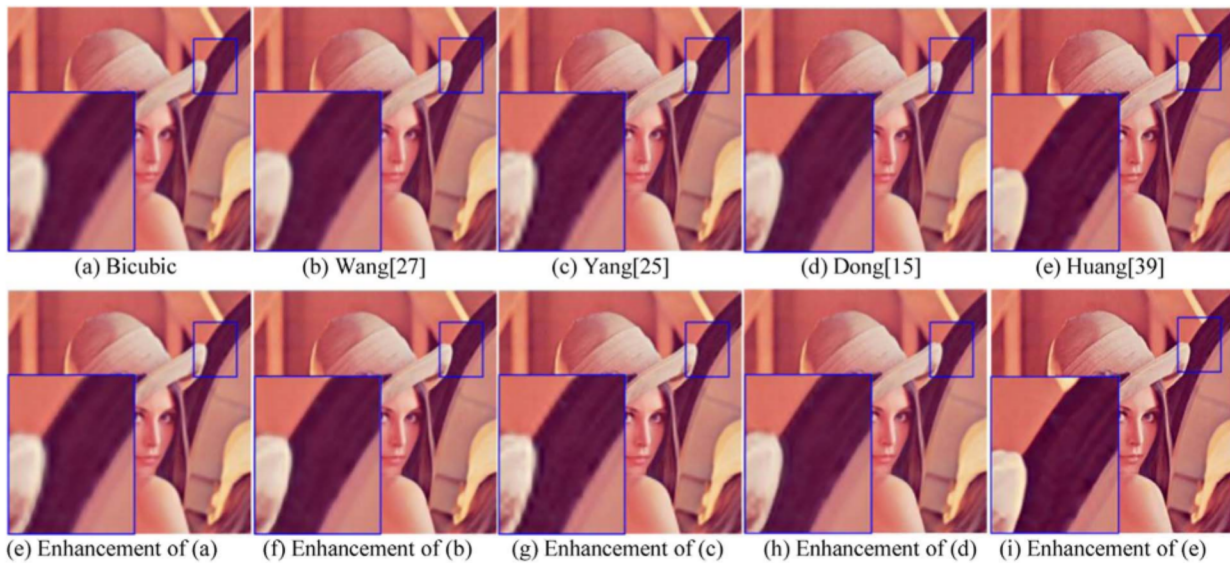 (a) Bicubic (b) Wang[27] (c) Yang[25] (d) Dong[15] (e) Huang[39]
(e) Enhancement of (a) (f) Enhancement of (b) (g) Enhancement of (c) (h) Enhancement of (d) (i) Enhancement of (e)